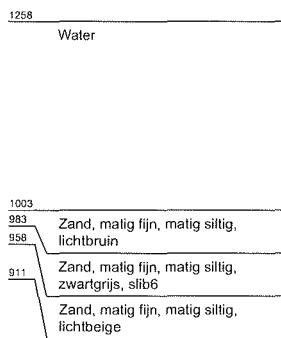 1258
Water
1003
983
Zand, matig fijn, matig siltig,
lichtbruin
958
Zand, matig fijn, matig siltig,
zwartgrijs, slib6
911
Zand, matig fijn, matig siltig,
lichtbeige